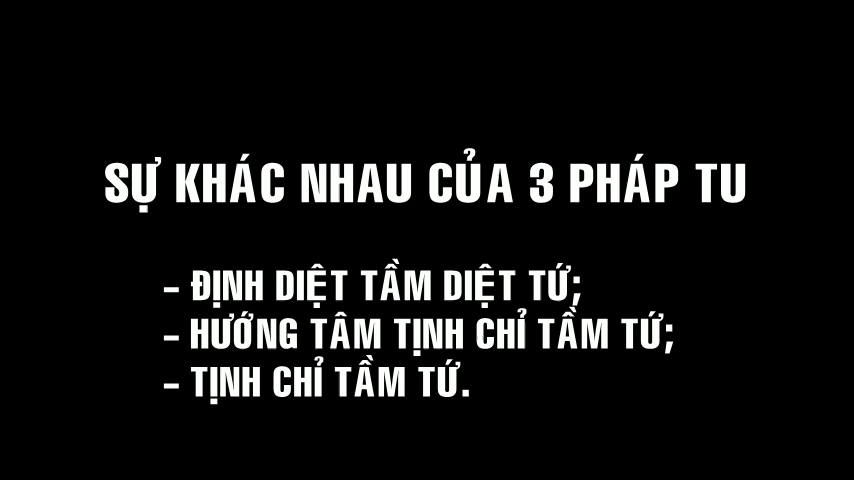 SỰ KHÁC NHAU CỦA 3 PHÁP TU
- ĐỊNH DIỆT TẦM DIỆT TỨ;
- HƯỚNG TÂM TỊNH CHỈ TẦM TỨ;
- TỊNH CHỈ TẦM TỨ.